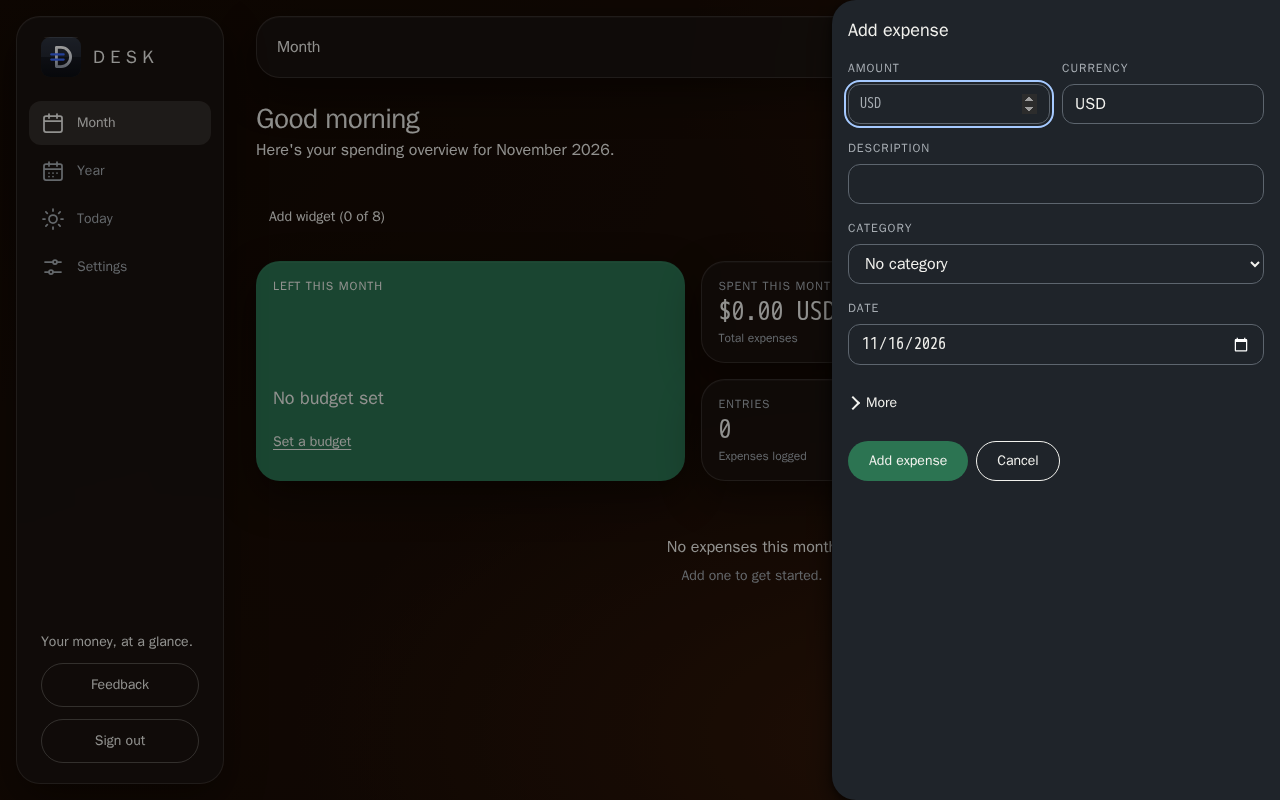 DESK
Month
Year
Today
Settings
Your money, at a glance.
Feedback
Sign out
Month
Good morning
Here's your spending overview for November 2026.
Add widget (0 of 8)
LEFT THIS MONTH
No budget set
Set a budget
SPENT THIS MONT
$0.00 USD
Total expenses
ENTRIES
0
Expenses logged
No expenses this month
Add one to get started.
Add expense
AMOUNT
CURRENCY
USD
USD
DESCRIPTION
CATEGORY
No category
DATE
11/16/2026
More
Add expense
Cancel